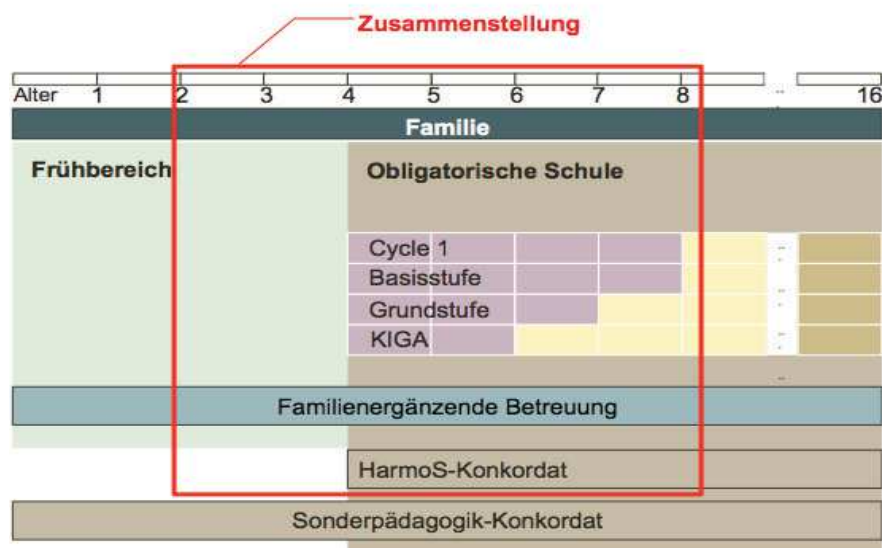 Zusammenstellung
Alter 1 2 3 4 5 6 7 8 16
Familie
Frühbereich Obligatorische Schule
Cycle 1
Basisstufe
Grundstufe
KIGA
Familienergänzende Betreuung
HarmoS-Konkordat
Sonderpädagogik-Konkordat